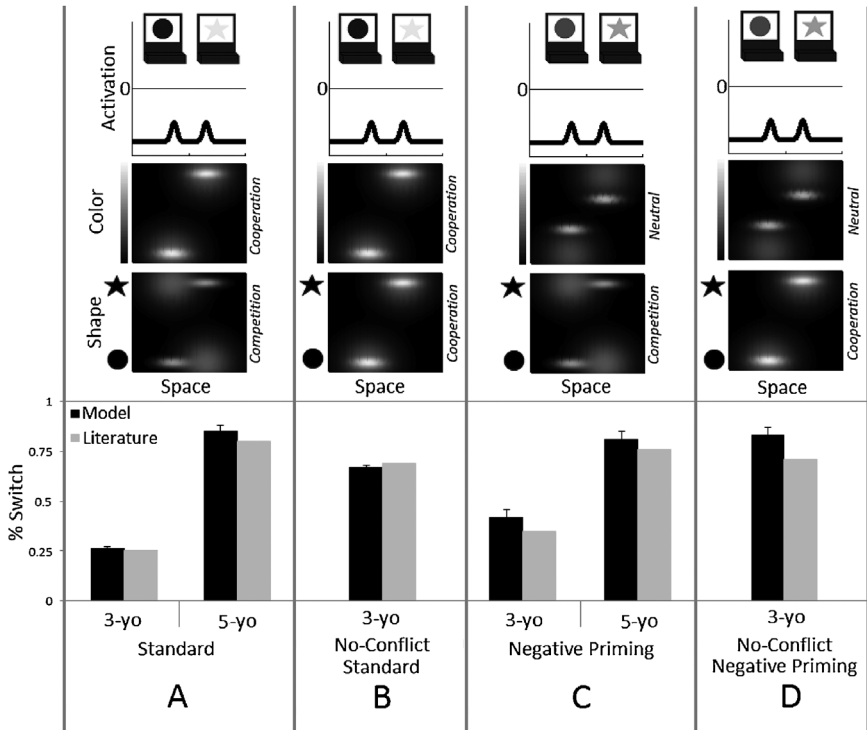 Activation
0
0
0
0
Color
Cooperation
Cooperation
Neutral
Neutral
Shape
Competition
Cooperation
Competition
Cooperation
Space
Space
Space
Space
% Switch
1
0.75
0.5
0.25
0
Model
Literature
3-yo
5-yo
Standard
A
3-yo
No-Conflict
Standard
B
3-yo
5-yo
Negative Priming
C
3-yo
No-Conflict
Negative Priming
D